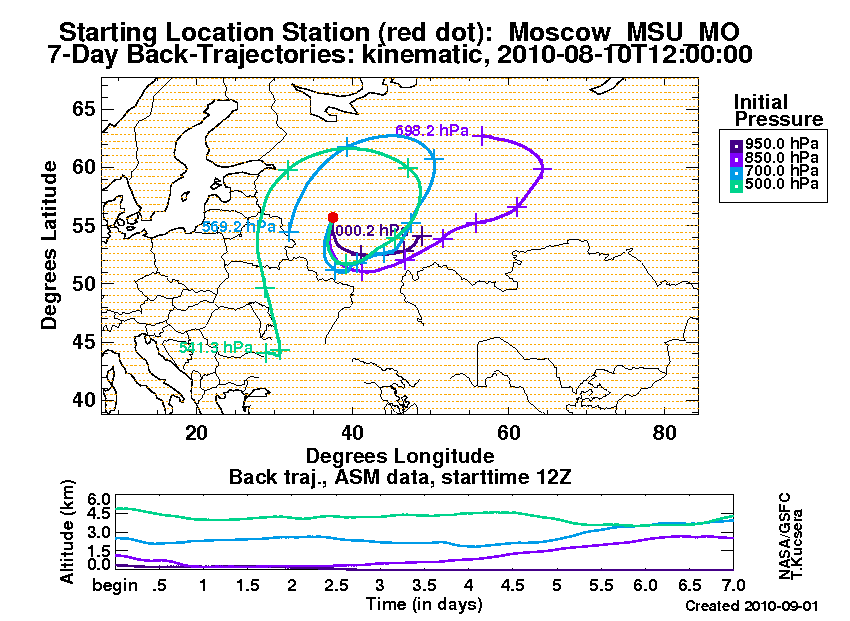 Starting Location Station (red dot):  Moscow_MSU_MO
7-Day Back-Trajectories: kinematic, 2010-08-10T12:00:00
Initial
Pressure
950.0 hPa
850.0 hPa
700.0 hPa
500.0 hPa
65
60
55
50
45
40
Degrees Latitude
698.2 hPa
569.2 hPa
000.2 hPa
541.3 hPa
20 40 60 80
Degrees Longitude
Back traj., ASM data, starttime 12Z
6.0
4.5
3.0
1.5
0.0
Altitude (km)
begin .5 1 1.5 2 2.5 3 3.5 4 4.5 5 5.5 6.0 6.5 7.0
Time (in days)
NASA/GSFC
T.Kucsera
Created 2010-09-01